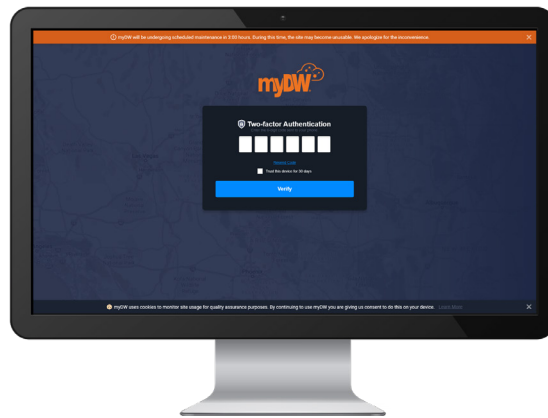 myDW will be undergoing scheduled maintenance in 3:00 hours. During this time, the site may become unusable. We apologize for the inconvenience.
myDW
Two-factor Authentication
Trust this device for 30 days
Verify
myDW uses cookies to monitor site usage for quality assurance purposes. By continuing to use myDW you are giving us consent to do this on your device. Learn More